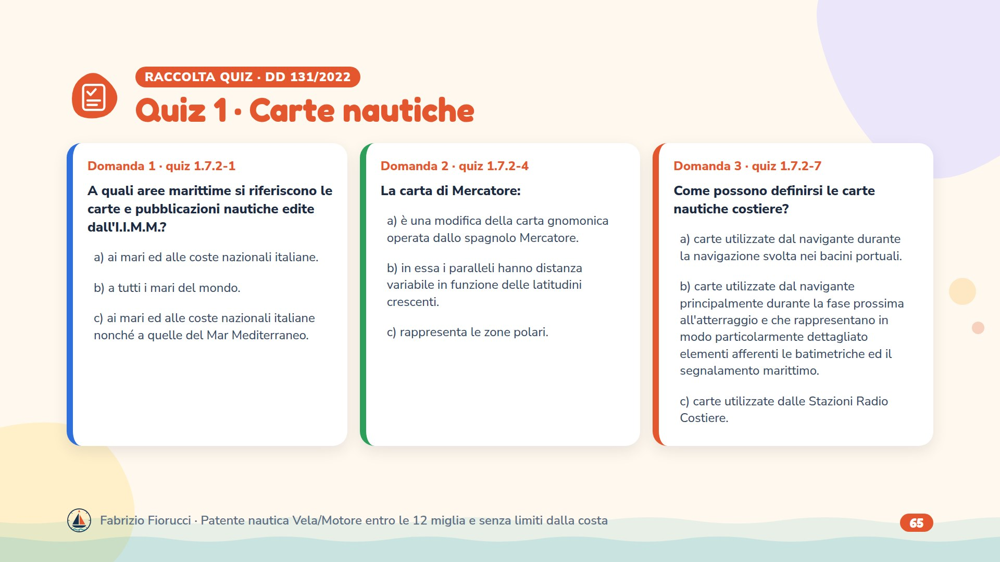 RACCOLTA QUIZ · DD 131/2022
Quiz 1 · Carte nautiche
Domanda 1 · quiz 1.7.2-1
A quali aree marittime si riferiscono le
carte e pubblicazioni nautiche edite
dall'I.I.M.M.?
a) ai mari ed alle coste nazionali italiane.
b) a tutti i mari del mondo.
c) ai mari ed alle coste nazionali italiane
nonché a quelle del Mar Mediterraneo.
Domanda 2 · quiz 1.7.2-4
La carta di Mercatore:
a) è una modifica della carta gnomonica
operata dallo spagnolo Mercatore.
b) in essa i paralleli hanno distanza
variabile in funzione delle latitudini
crescenti.
c) rappresenta le zone polari.
Domanda 3 · quiz 1.7.2-7
Come possono definirsi le carte
nautiche costiere?
a) carte utilizzate dal navigante durante
la navigazione svolta nei bacini portuali.
b) carte utilizzate dal navigante
principalmente durante la fase prossima
all'atterraggio e che rappresentano in
modo particolarmente dettagliato
elementi afferenti le batimetriche ed il
segnalamento marittimo.
c) carte utilizzate dalle Stazioni Radio
Costiere.
Fabrizio Fiorucci · Patente nautica Vela/Motore entro le 12 miglia e senza limiti dalla costa
65